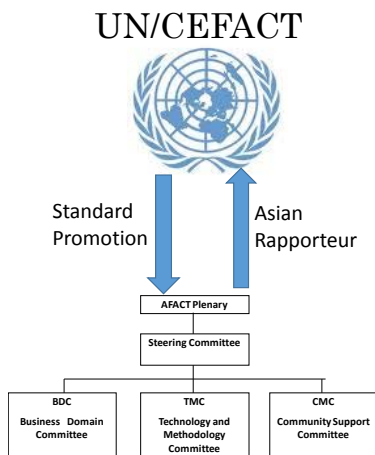 UN/CEFACT
Standard
Promotion
Asian
Rapporteur
AFACT Plenary
Steering Committee
BDC
Business Domain
Committee
TMC
Technology and
Methodology
Committee
CMC
Community Support
Committee